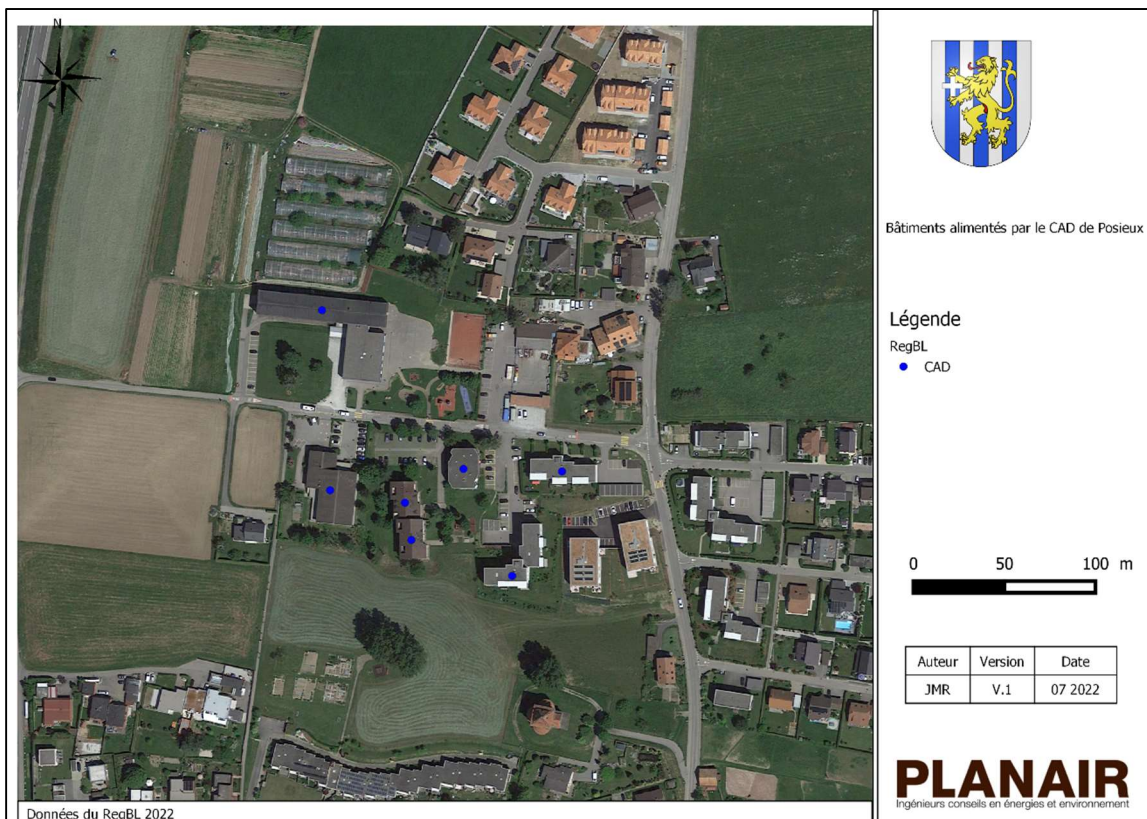 N
Bâtiments alimentés par le CAD de Posieux
Légende
RegBL
CAD
0 50 100 m
Auteur Version Date
JMR V.1 07 2022
PLANAIR
Ingénieurs conseils en énergies et environnement
Données du RegBL 2022